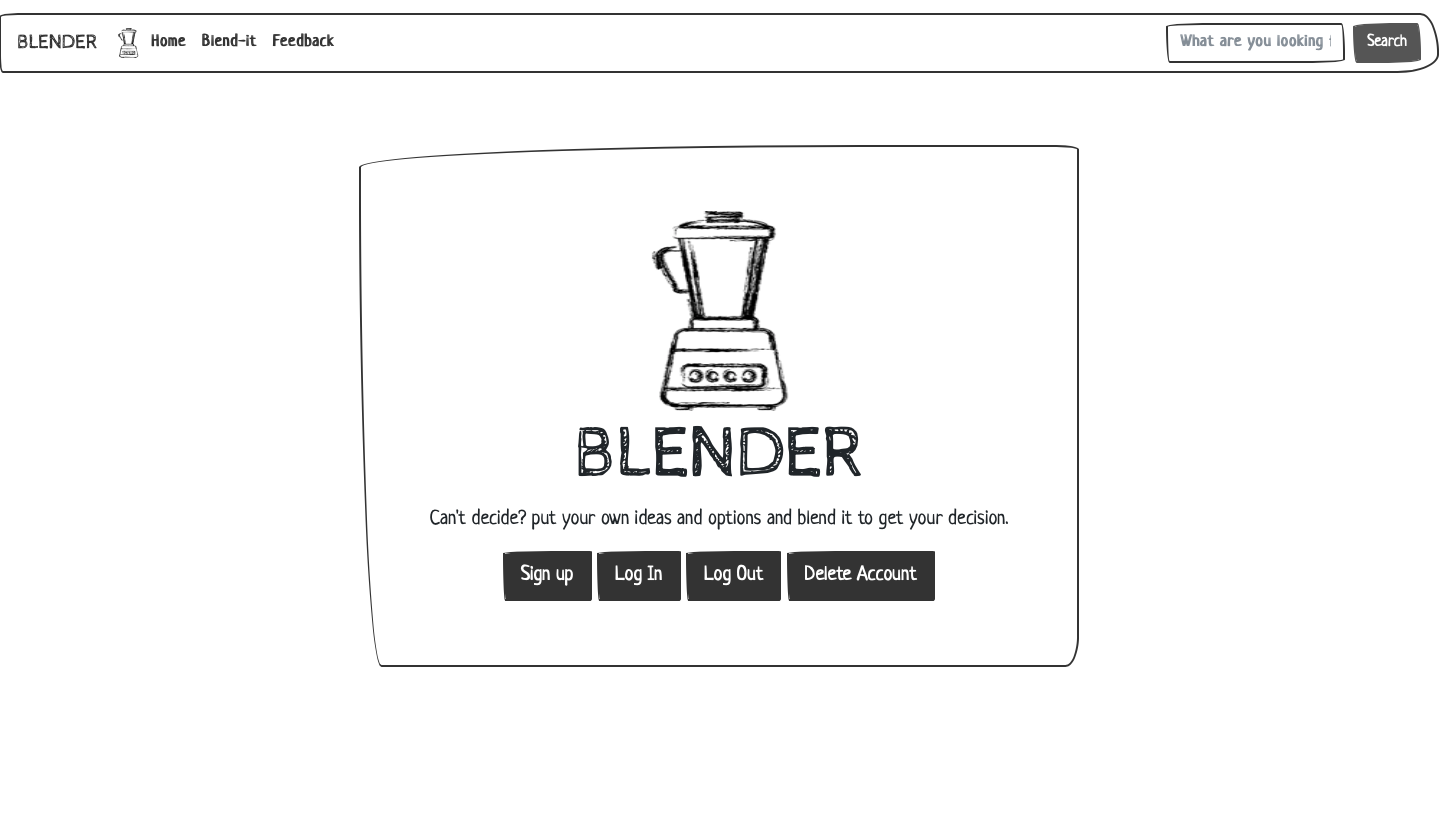 BLENDER Home Blend-it Feedback What are you looking Search
BLENDER
Can't decide? put your own ideas and options and blend it to get your decision.
Sign up Log In Log Out Delete Account